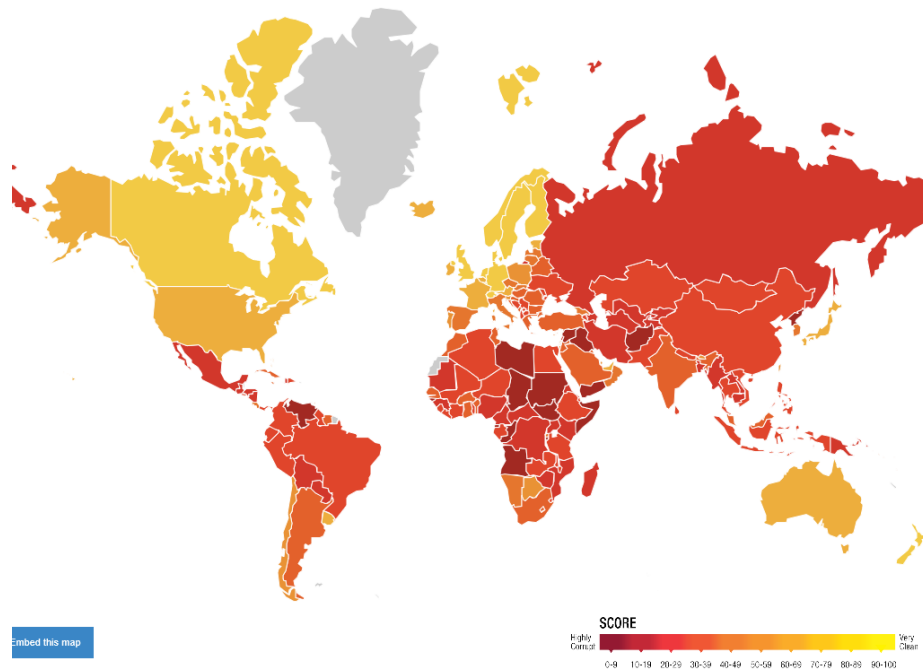 Embed this map
SCORE
Highly Corrupt
Very Clean
0-9 10-19 20-29 30-39 40-49 50-59 60-69 70-79 80-89 90-100